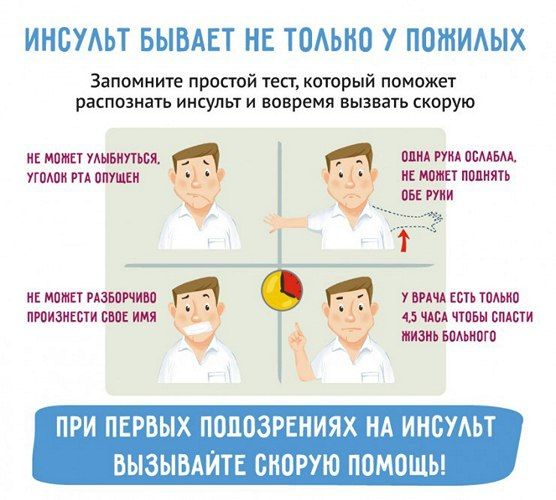 ИНСУЛЬТ БЫВАЕТ НЕ ТОЛЬКО У ПОЖИЛЫХ
Запомните простой тест, который поможет
распознать инсульт и вовремя вызвать скорую
НЕ МОЖЕТ УЛЫБНУТЬСЯ,
УГОЛОК РТА ОПУЩЕН
ОДНА РУКА ОСЛАБЛА,
НЕ МОЖЕТ ПОДНЯТЬ
ОБЕ РУКИ
НЕ МОЖЕТ РАЗБОРЧИВО
ПРОИЗНЕСТИ СВОЕ ИМЯ
У ВРАЧА ЕСТЬ ТОЛЬКО
4,5 ЧАСА ЧТОБЫ СПАСТИ
ЖИЗНЬ БОЛЬНОГО
ПРИ ПЕРВЫХ ПОДОЗРЕНИЯХ НА ИНСУЛЬТ
ВЫЗЫВАЙТЕ СКОРУЮ ПОМОЩЬ!